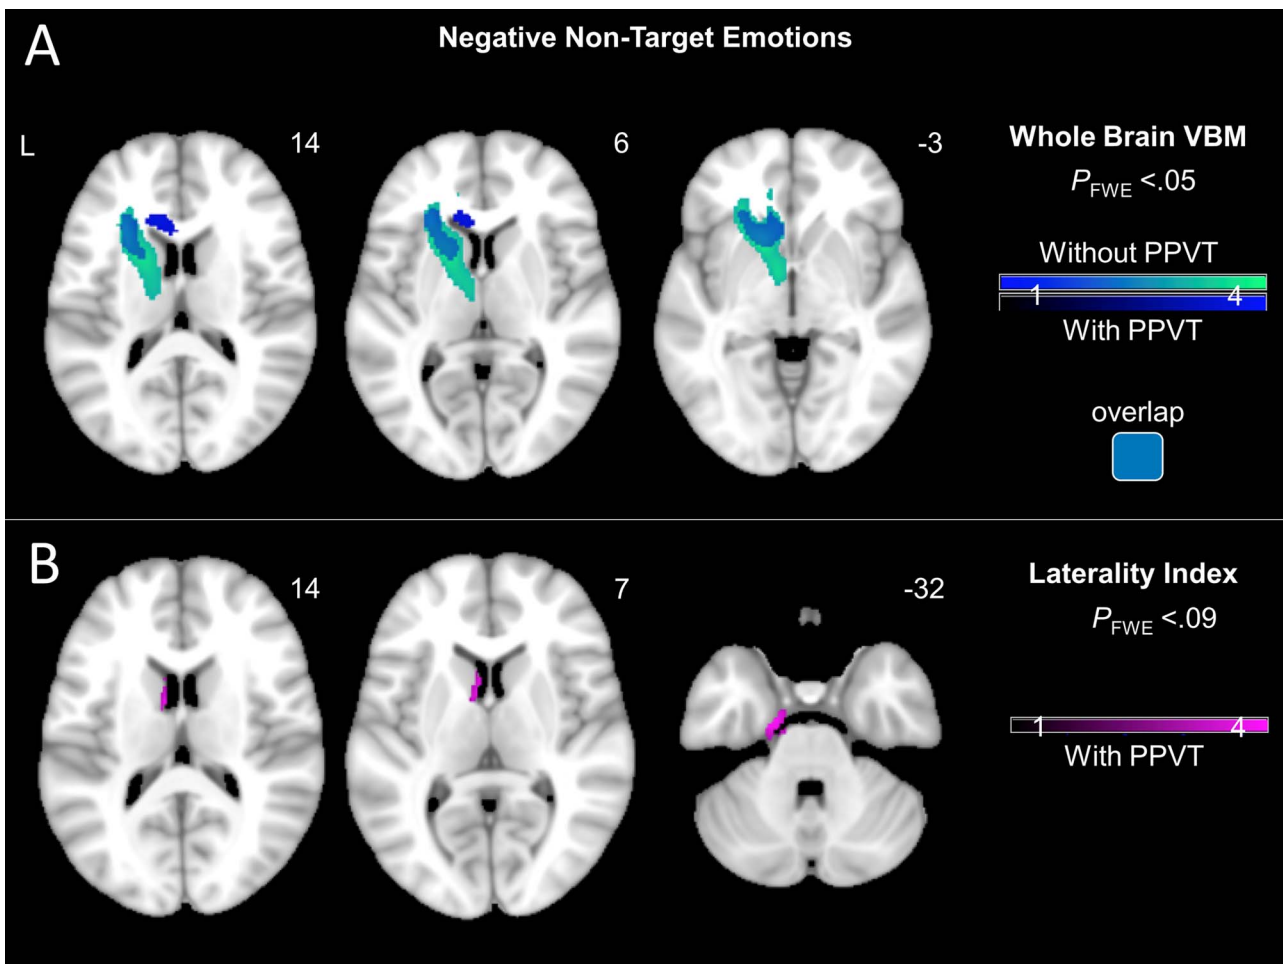 A
Negative Non-Target Emotions
L
14
6
-3
Whole Brain VBM
PFWE <.05
Without PPVT
1 4
With PPVT
overlap
B
14
7
-32
Laterality Index
PFWE <.09
1 4
With PPVT